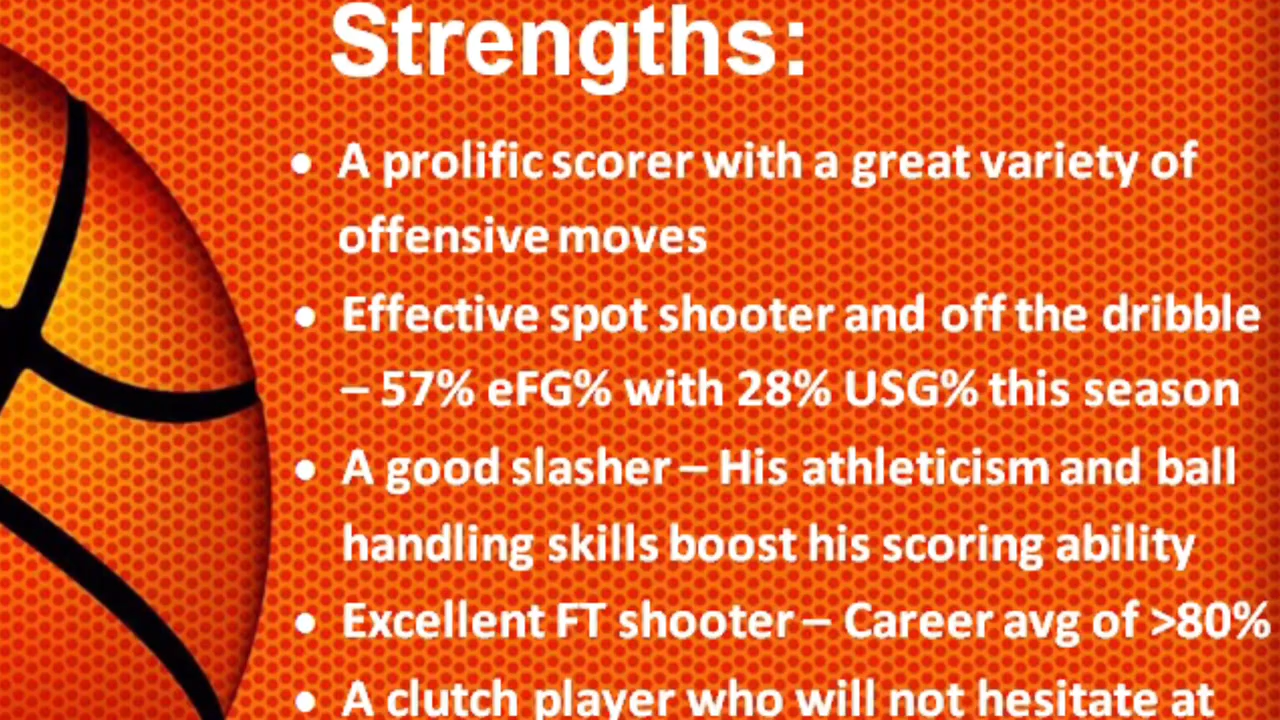 Strengths:
• A prolific scorer with a great variety of
offensive moves
• Effective spot shooter and off the dribble
– 57% eFG% with 28% USG% this season
• A good slasher – His athleticism and ball
handling skills boost his scoring ability
• Excellent FT shooter – Career avg of >80%
• A clutch player who will not hesitate at